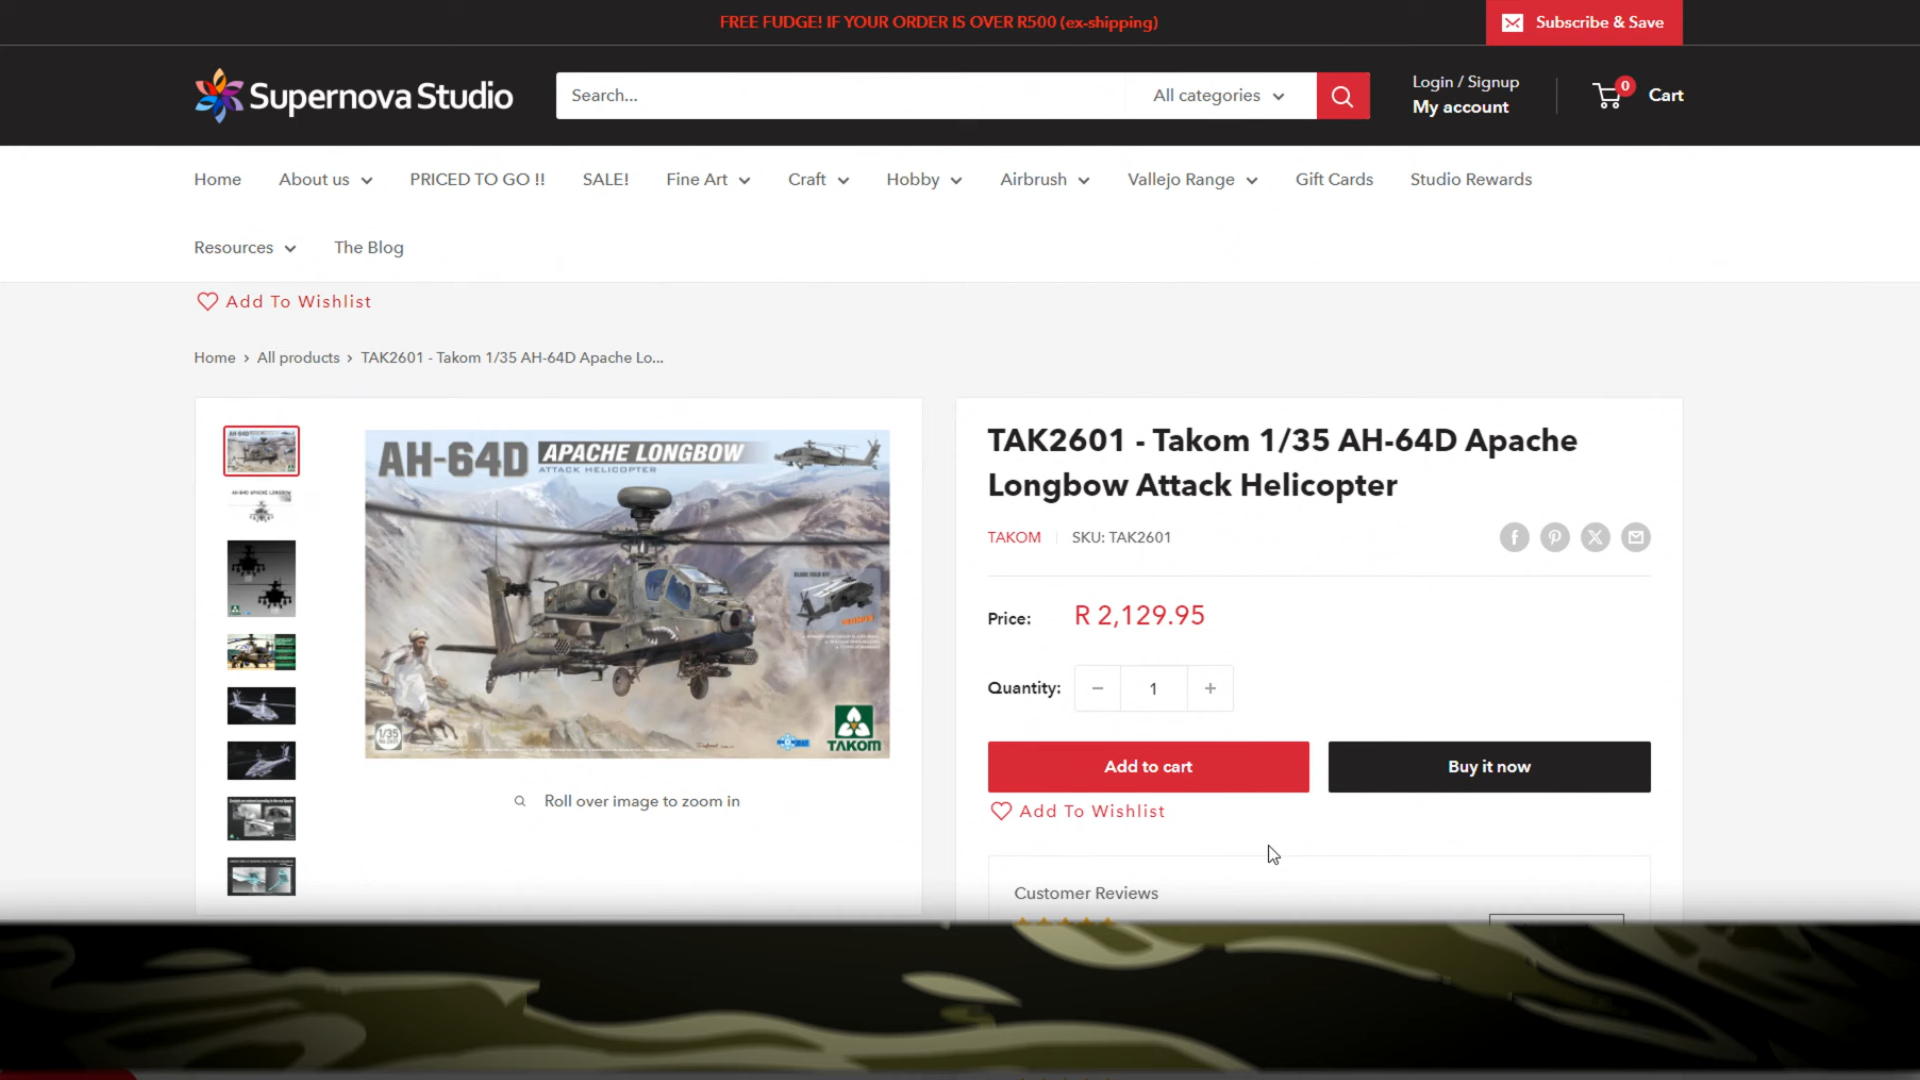 FREE FUDGE! IF YOUR ORDER IS OVER R500 (ex-shipping)
Subscribe & Save
Supernova Studio
Search...
All categories
Login / Signup
My account
0
Cart
Home
About us
PRICED TO GO !!
SALE!
Fine Art
Craft
Hobby
Airbrush
Vallejo Range
Gift Cards
Studio Rewards
Resources
The Blog
Add To Wishlist
Home › All products › TAK2601 - Takom 1/35 AH-64D Apache Lo...
AH-64D APACHE LONGBOW
ATTACK HELICOPTER
1/35
TAKOM
Roll over image to zoom in
TAK2601 - Takom 1/35 AH-64D Apache
Longbow Attack Helicopter
TAKOM
SKU: TAK2601
Price: R 2,129.95
Quantity: − 1 +
Add to cart
Buy it now
Add To Wishlist
Customer Reviews